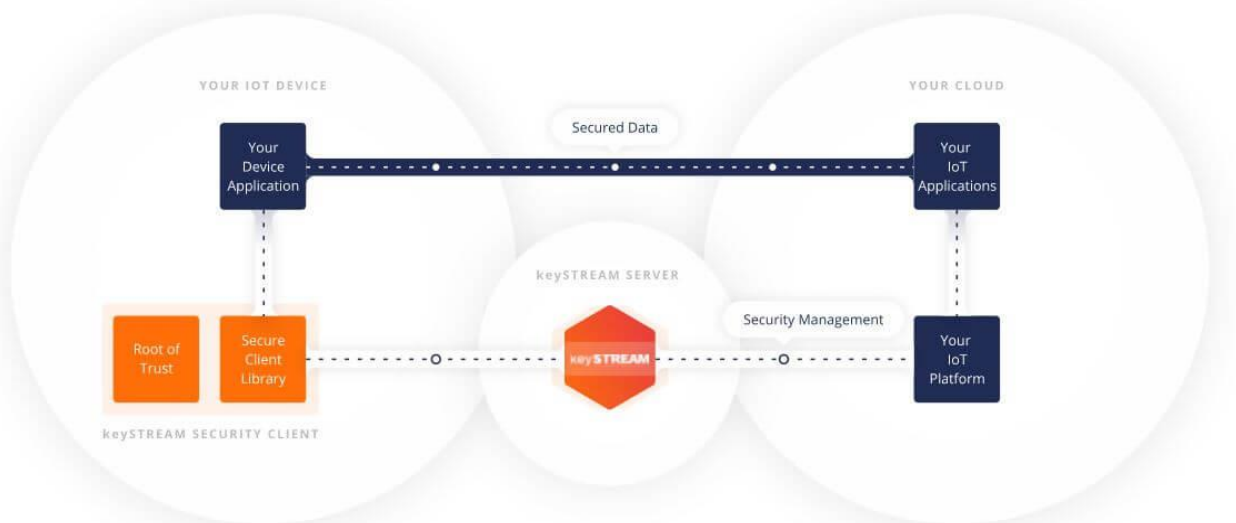 YOUR IOT DEVICE
YOUR CLOUD
Secured Data
Your
Device
Application
Your
IoT
Applications
keySTREAM SERVER
Security Management
Root of
Trust
Secure
Client
Library
keySTREAM
Your
IoT
Platform
keySTREAM SECURITY CLIENT